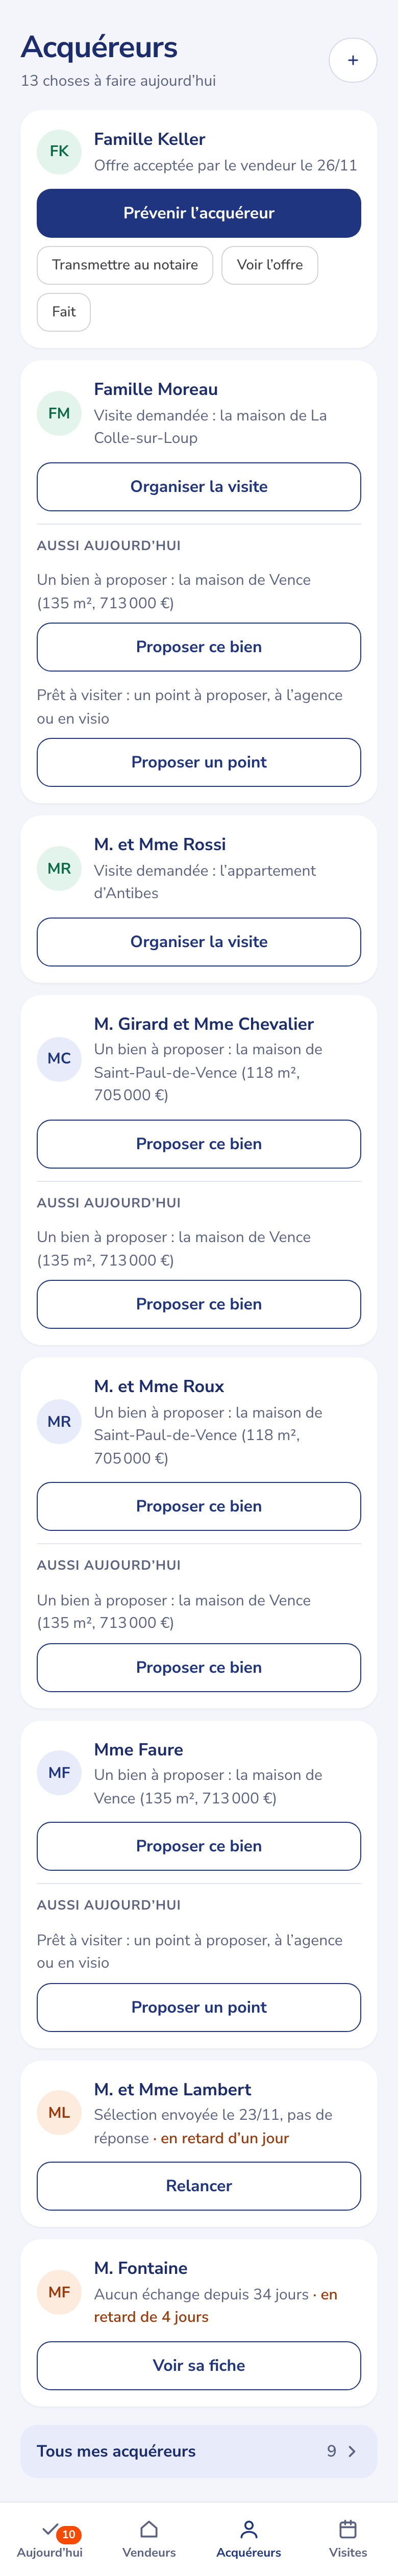 Acquéreurs
13 choses à faire aujourd’hui
+
FK
Famille Keller
Offre acceptée par le vendeur le 26/11
Prévenir l’acquéreur
Transmettre au notaire
Voir l’offre
Fait
FM
Famille Moreau
Visite demandée : la maison de La
Colle-sur-Loup
Organiser la visite
AUSSI AUJOURD’HUI
Un bien à proposer : la maison de Vence
(135 m², 713 000 €)
Proposer ce bien
Prêt à visiter : un point à proposer, à l’agence
ou en visio
Proposer un point
MR
M. et Mme Rossi
Visite demandée : l’appartement
d’Antibes
Organiser la visite
MC
M. Girard et Mme Chevalier
Un bien à proposer : la maison de
Saint-Paul-de-Vence (118 m²,
705 000 €)
Proposer ce bien
AUSSI AUJOURD’HUI
Un bien à proposer : la maison de Vence
(135 m², 713 000 €)
Proposer ce bien
MR
M. et Mme Roux
Un bien à proposer : la maison de
Saint-Paul-de-Vence (118 m²,
705 000 €)
Proposer ce bien
AUSSI AUJOURD’HUI
Un bien à proposer : la maison de Vence
(135 m², 713 000 €)
Proposer ce bien
MF
Mme Faure
Un bien à proposer : la maison de
Vence (135 m², 713 000 €)
Proposer ce bien
AUSSI AUJOURD’HUI
Prêt à visiter : un point à proposer, à l’agence
ou en visio
Proposer un point
ML
M. et Mme Lambert
Sélection envoyée le 23/11, pas de
réponse · en retard d’un jour
Relancer
MF
M. Fontaine
Aucun échange depuis 34 jours · en
retard de 4 jours
Voir sa fiche
Tous mes acquéreurs 9
10
Aujourd’hui
Vendeurs
Acquéreurs
Visites